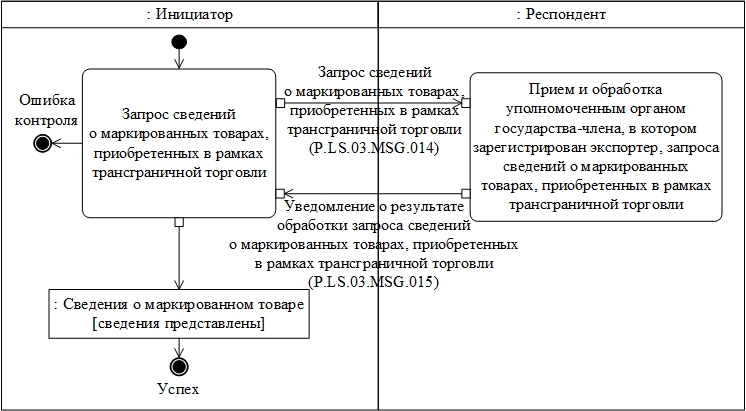 : Инициатор
: Респондент
Ошибка
контроля
Запрос сведений
о маркированных товарах,
приобретенных в рамках
трансграничной торговли
Запрос сведений
о маркированных товарах,
приобретенных в рамках
трансграничной торговли
(P.LS.03.MSG.014)
Прием и обработка
уполномоченным органом
государства-члена, в котором
зарегистрирован экспортер, запроса
сведений о маркированных
товарах, приобретенных в рамках
трансграничной торговли
Уведомление о результате
обработки запроса сведений
о маркированных товарах, приобретенных
в рамках трансграничной торговли
(P.LS.03.MSG.015)
: Сведения о маркированном товаре
[сведения представлены]
Успех